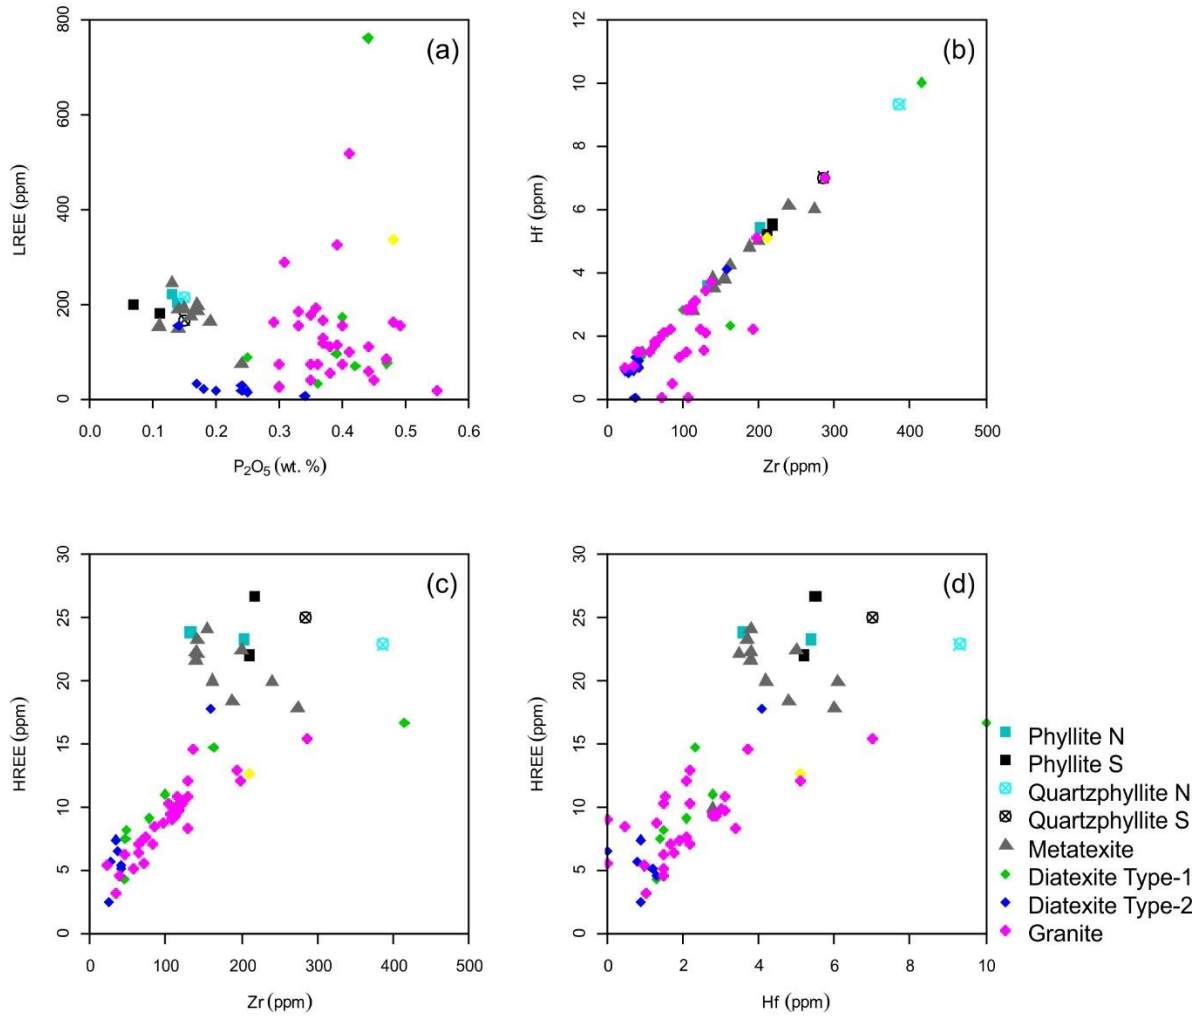 (a)
LREE (ppm)
800
600
400
200
0
0.0 0.1 0.2 0.3 0.4 0.5 0.6
P₂O₅ (wt. %)
(b)
Hf (ppm)
12
10
8
6
4
2
0
0 100 200 300 400 500
Zr (ppm)
(c)
HREE (ppm)
30
25
20
15
10
5
0
0 100 200 300 400 500
Zr (ppm)
(d)
HREE (ppm)
30
25
20
15
10
5
0
0 2 4 6 8 10
Hf (ppm)
Phyllite N
Phyllite S
Quartzphyllite N
Quartzphyllite S
Metatexite
Diatexite Type-1
Diatexite Type-2
Granite